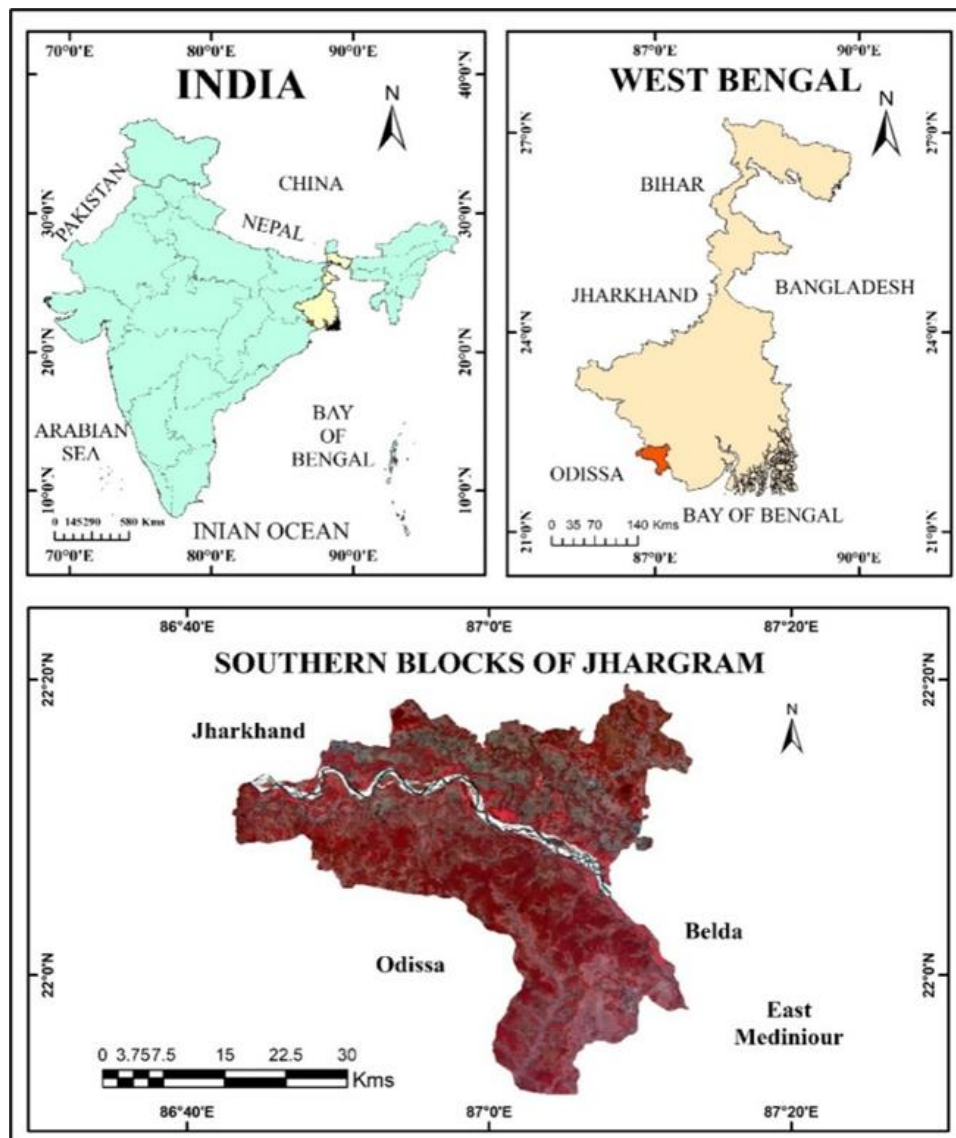 70°0'E 80°0'E 90°0'E
INDIA
N
40°0'N
40°0'N
PAKISTAN
CHINA
NEPAL
30°0'N
30°0'N
20°0'N
20°0'N
ARABIAN
SEA
BAY
OF
BENGAL
10°0'N
10°0'N
0 145290 580 Kms
INIAN OCEAN
70°0'E 80°0'E 90°0'E
87°0'E 90°0'E
WEST BENGAL
N
27°0'N
27°0'N
BIHAR
JHARKHAND
BANGLADESH
24°0'N
24°0'N
ODISSA
BAY OF BENGAL
0 35 70 140 Kms
21°0'N
21°0'N
87°0'E 90°0'E
86°40'E 87°0'E 87°20'E
SOUTHERN BLOCKS OF JHARGRAM
22°20'N
22°20'N
N
Jharkhand
Belda
Odissa
22°0'N
22°0'N
East
Mediniour
0 3.757.5 15 22.5 30
Kms
86°40'E 87°0'E 87°20'E